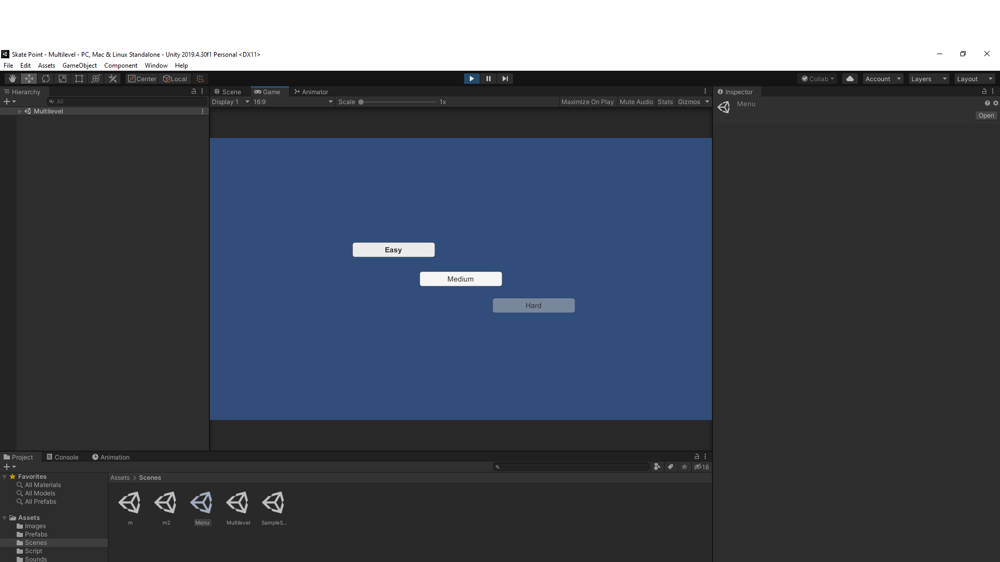 Skate Point - Multilevel - PC, Mac & Linux Standalone - Unity 2019.4.30f1 Personal <DX11>
File Edit Assets GameObject Component Window Help
Center Local Collab Account Layers Layout
Hierarchy Scene Game Animator Inspector
All Display 1 16:9 Scale 1x Maximize On Play Mute Audio Stats Gizmos
Menu
Multilevel
Open
Easy
Medium
Hard
Project Console Animation
18
Favorites Assets > Scenes
All Materials
All Models
All Prefabs
Assets
m m2 Menu Multilevel SampleS...
Images
Prefabs
Scenes
Script
Sounds